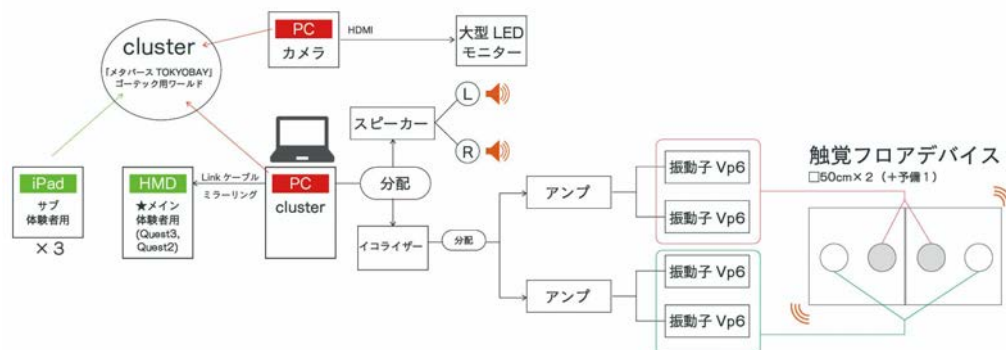 cluster
「メタバース TOKYOBAY」
ゴーテック用ワールド
PC
カメラ
HDMI
大型 LED
モニター
iPad
サブ
体験者用
×3
HMD
★メイン
体験者用
(Quest3,
Quest2)
Link ケーブル
ミラーリング
PC
cluster
分配
スピーカー
L
R
イコライザー
分配
アンプ
アンプ
振動子 Vp6
振動子 Vp6
振動子 Vp6
振動子 Vp6
触覚フロアデバイス
□50cm×2（+予備1）